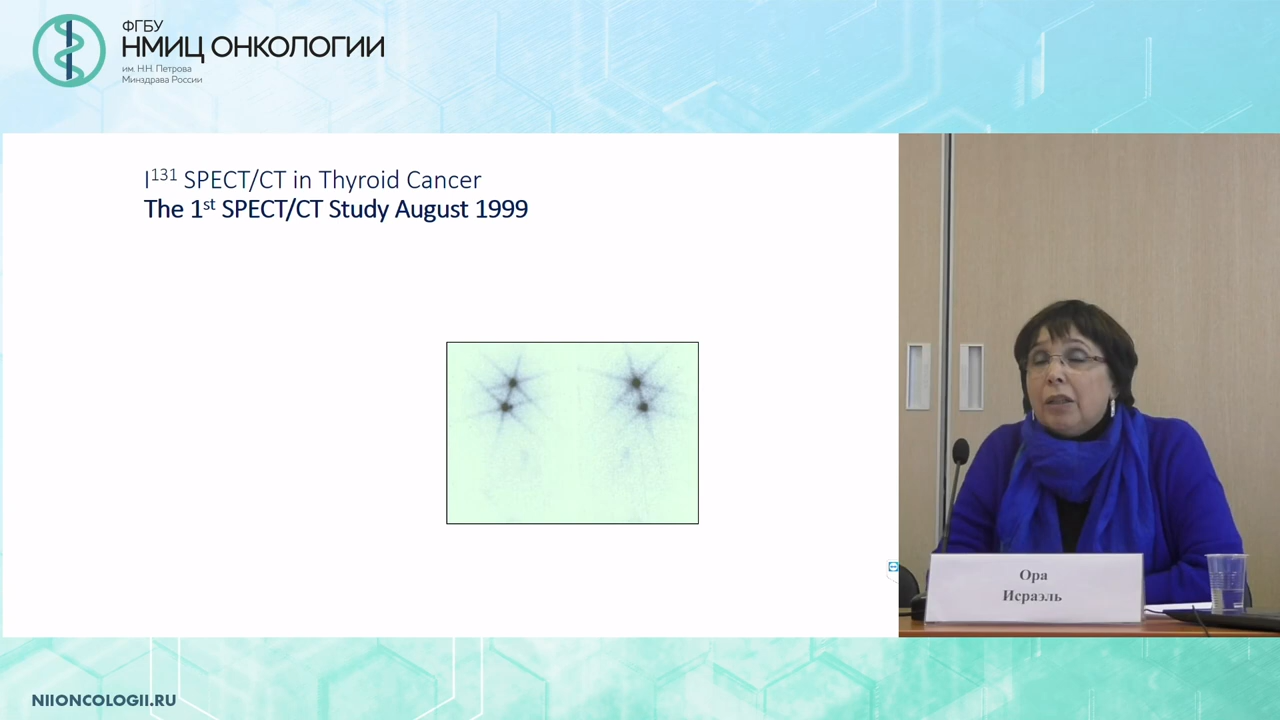 ФГБУ
НМИЦ ОНКОЛОГИИ
им. Н.Н. Петрова
Минздрава России
I¹³¹ SPECT/CT in Thyroid Cancer
The 1ˢᵗ SPECT/CT Study August 1999
Ора
Исраэль
NIIONCOLOGII.RU